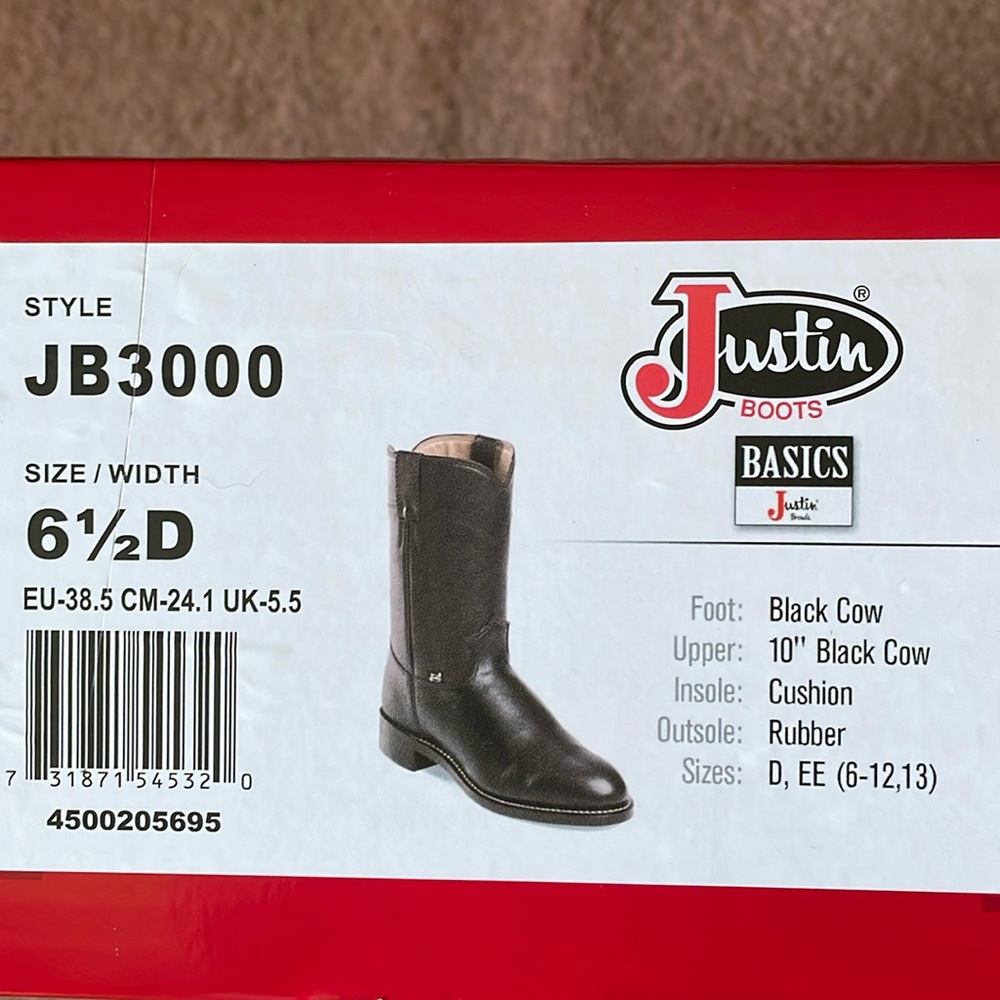 STYLE
JB3000
SIZE / WIDTH
6½D
EU-38.5 CM-24.1 UK-5.5
7 31871 54532 0
4500205695
Justin®
BOOTS
BASICS
Justin
Foot: Black Cow
Upper: 10" Black Cow
Insole: Cushion
Outsole: Rubber
Sizes: D, EE (6-12,13)